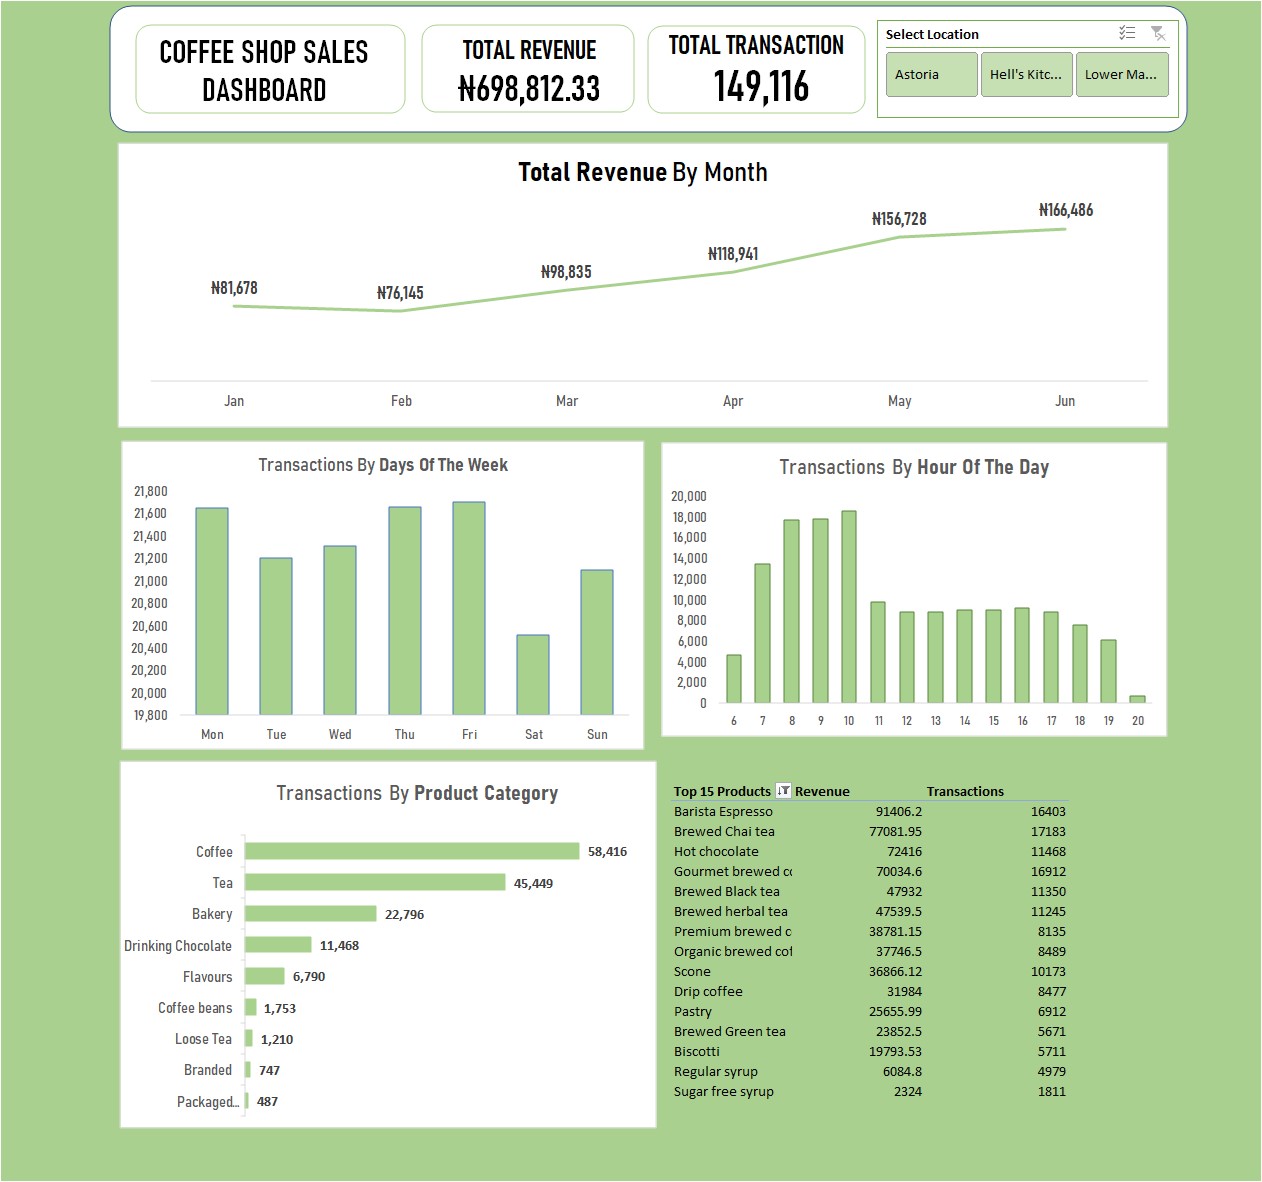 COFFEE SHOP SALES
DASHBOARD
TOTAL REVENUE
₦698,812.33
TOTAL TRANSACTION
149,116
Select Location
Astoria
Hell's Kitc...
Lower Ma...
Total Revenue By Month
₦81,678
₦76,145
₦98,835
₦118,941
₦156,728
₦166,486
Jan Feb Mar Apr May Jun
Transactions By Days Of The Week
21,800
21,600
21,400
21,200
21,000
20,800
20,600
20,400
20,200
20,000
19,800
Mon Tue Wed Thu Fri Sat Sun
Transactions By Hour Of The Day
20,000
18,000
16,000
14,000
12,000
10,000
8,000
6,000
4,000
2,000
0
6 7 8 9 10 11 12 13 14 15 16 17 18 19 20
Transactions By Product Category
Coffee 58,416
Tea 45,449
Bakery 22,796
Drinking Chocolate 11,468
Flavours 6,790
Coffee beans 1,753
Loose Tea 1,210
Branded 747
Packaged... 487
Top 15 Products Revenue Transactions
Barista Espresso 91406.2 16403
Brewed Chai tea 77081.95 17183
Hot chocolate 72416 11468
Gourmet brewed cc 70034.6 16912
Brewed Black tea 47932 11350
Brewed herbal tea 47539.5 11245
Premium brewed c 38781.15 8135
Organic brewed cof 37746.5 8489
Scone 36866.12 10173
Drip coffee 31984 8477
Pastry 25655.99 6912
Brewed Green tea 23852.5 5671
Biscotti 19793.53 5711
Regular syrup 6084.8 4979
Sugar free syrup 2324 1811